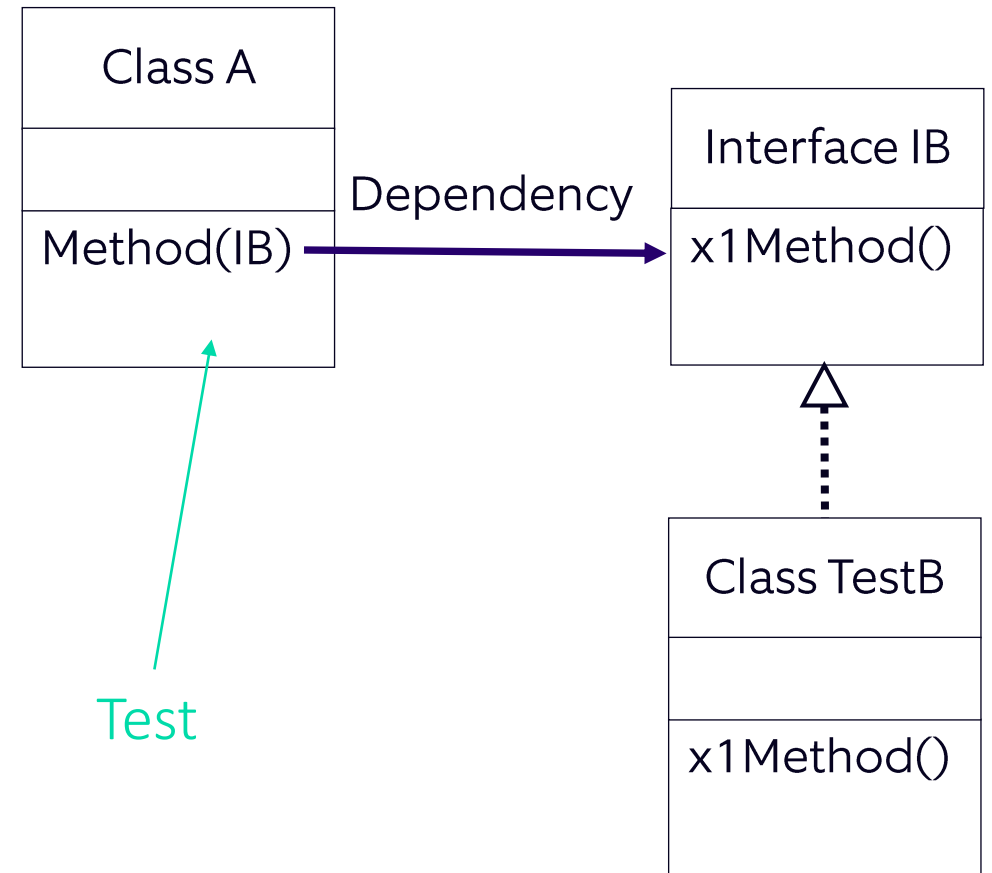 Class A
Method(IB)
Dependency
Interface IB
x1Method()
Test
Class TestB
x1Method()